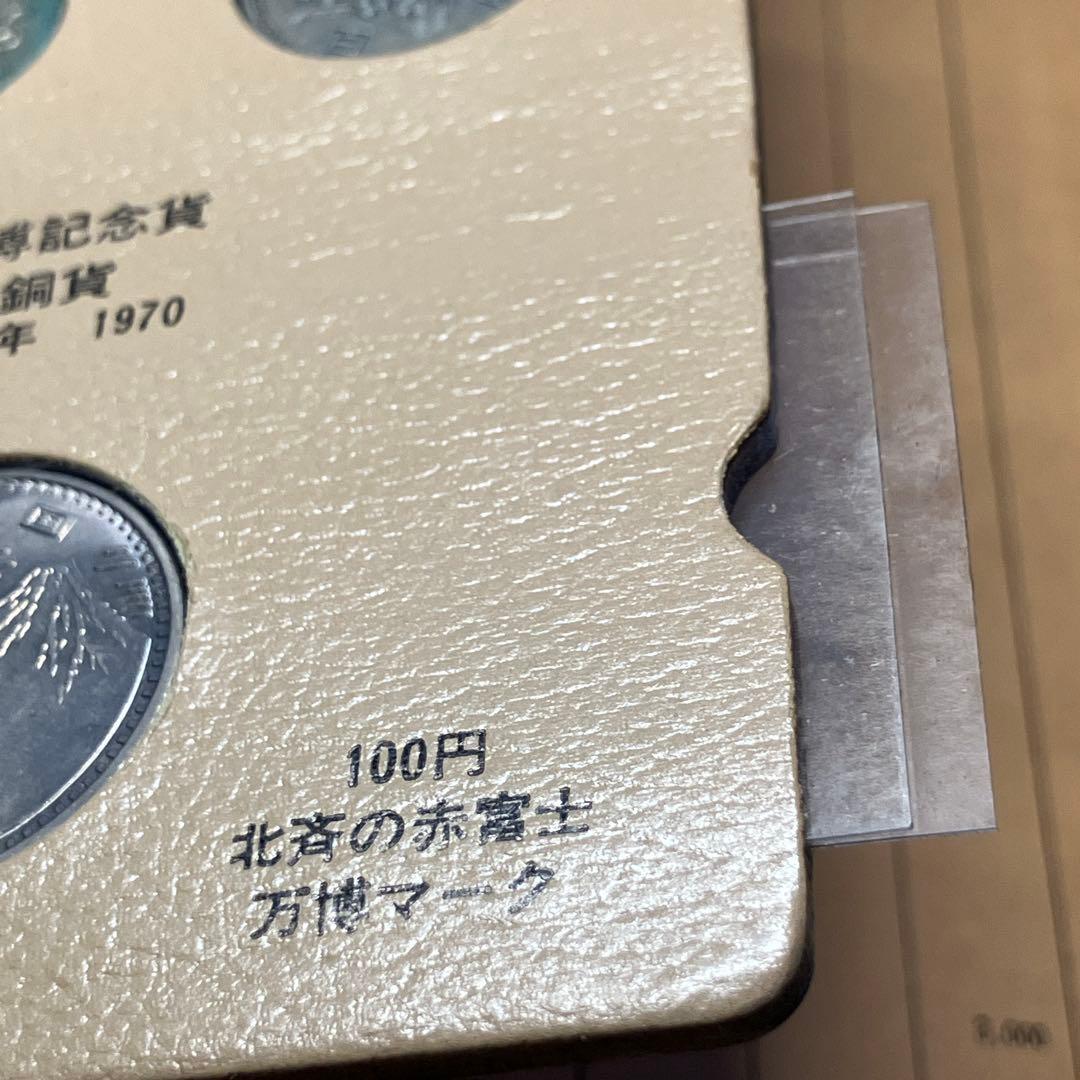 博記念貨
銅貨
年 1970
国
100円
北斉の赤富士
万博マーク